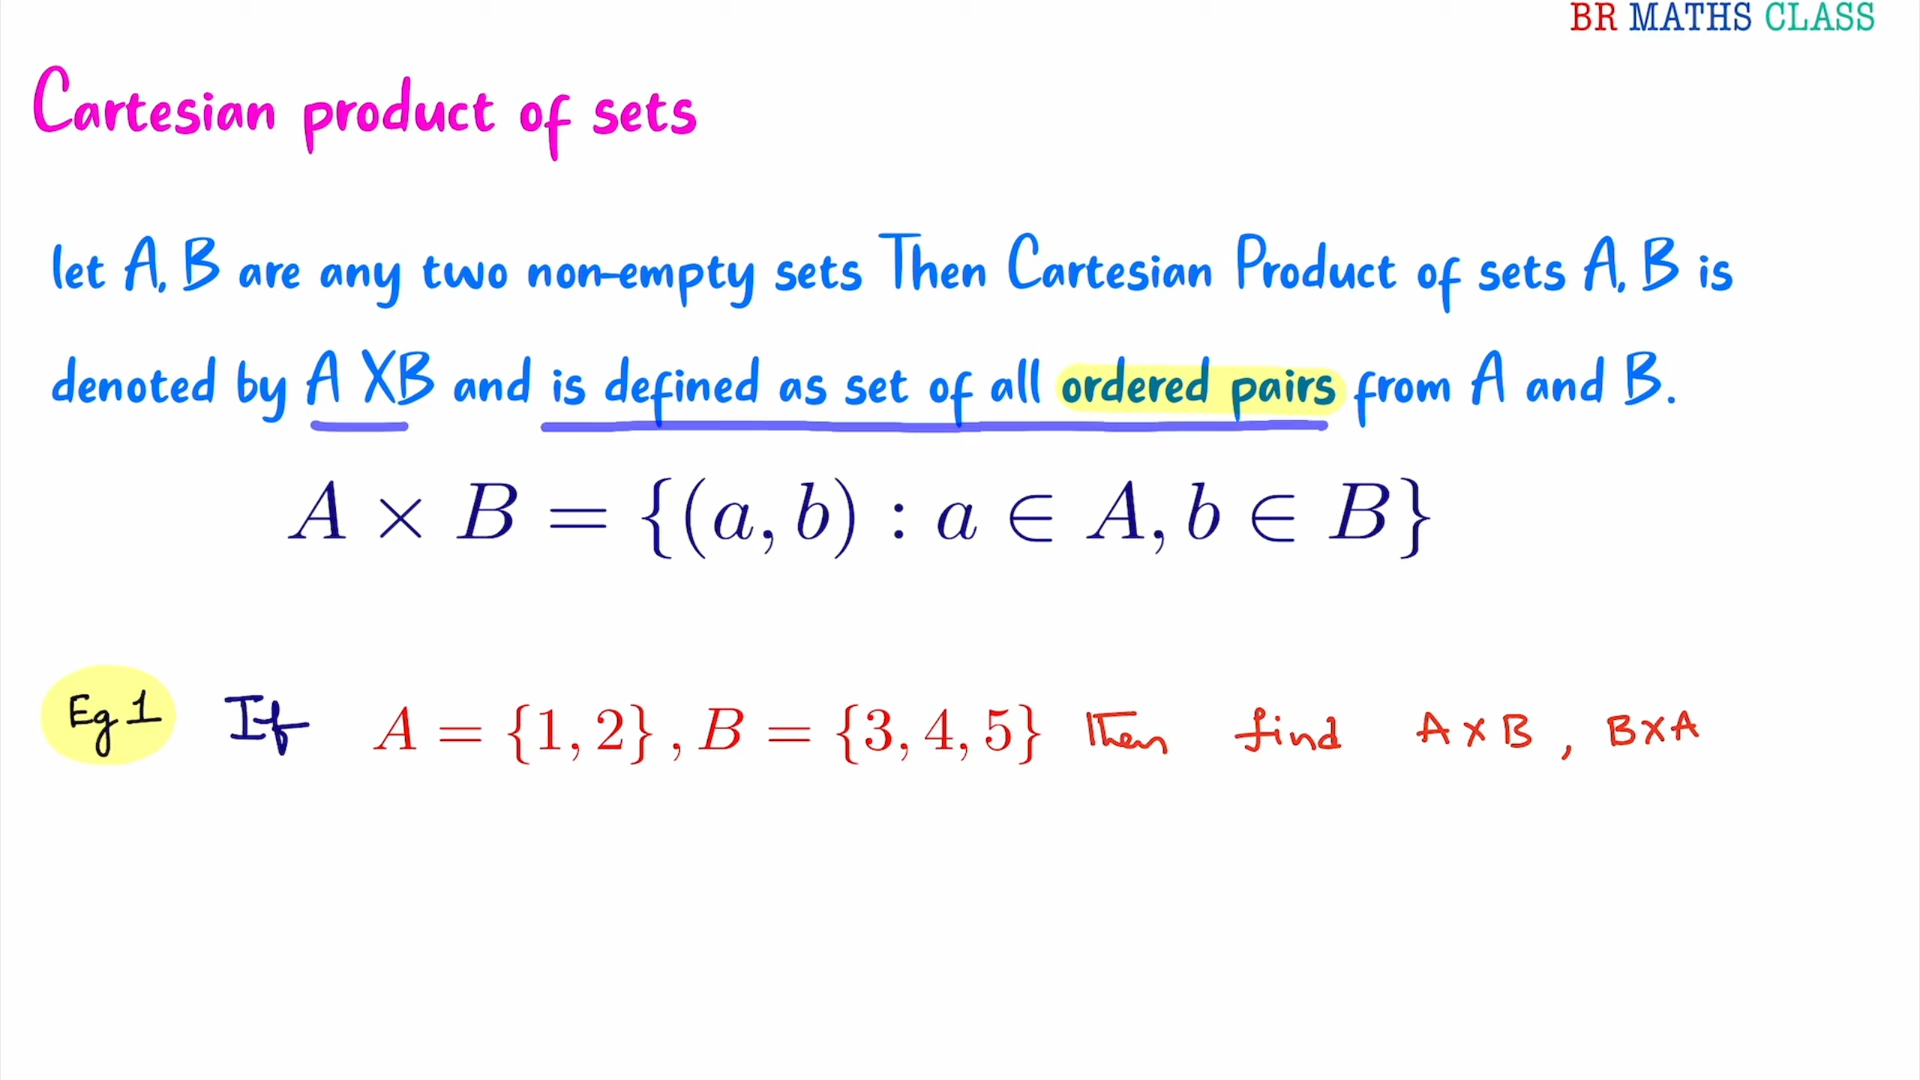 BR MATHS CLASS
Cartesian product of sets
let A, B are any two non-empty sets Then Cartesian Product of sets A, B is
denoted by A XB and is defined as set of all ordered pairs from A and B.
A × B = {(a, b) : a ∈ A, b ∈ B}
Eg 1 If A = {1, 2} , B = {3, 4, 5} Then find A × B , B×A